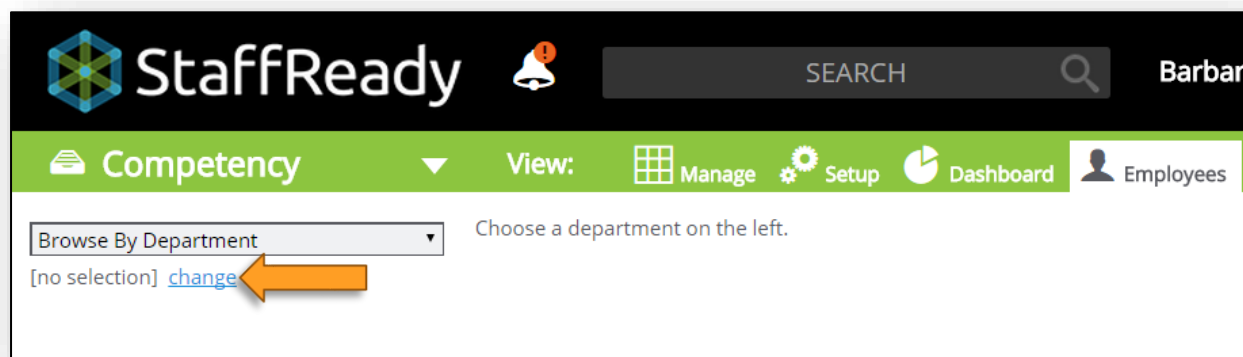 StaffReady
!
SEARCH
Barbar
Competency
View:
Manage
Setup
Dashboard
Employees
Browse By Department
Choose a department on the left.
[no selection] change